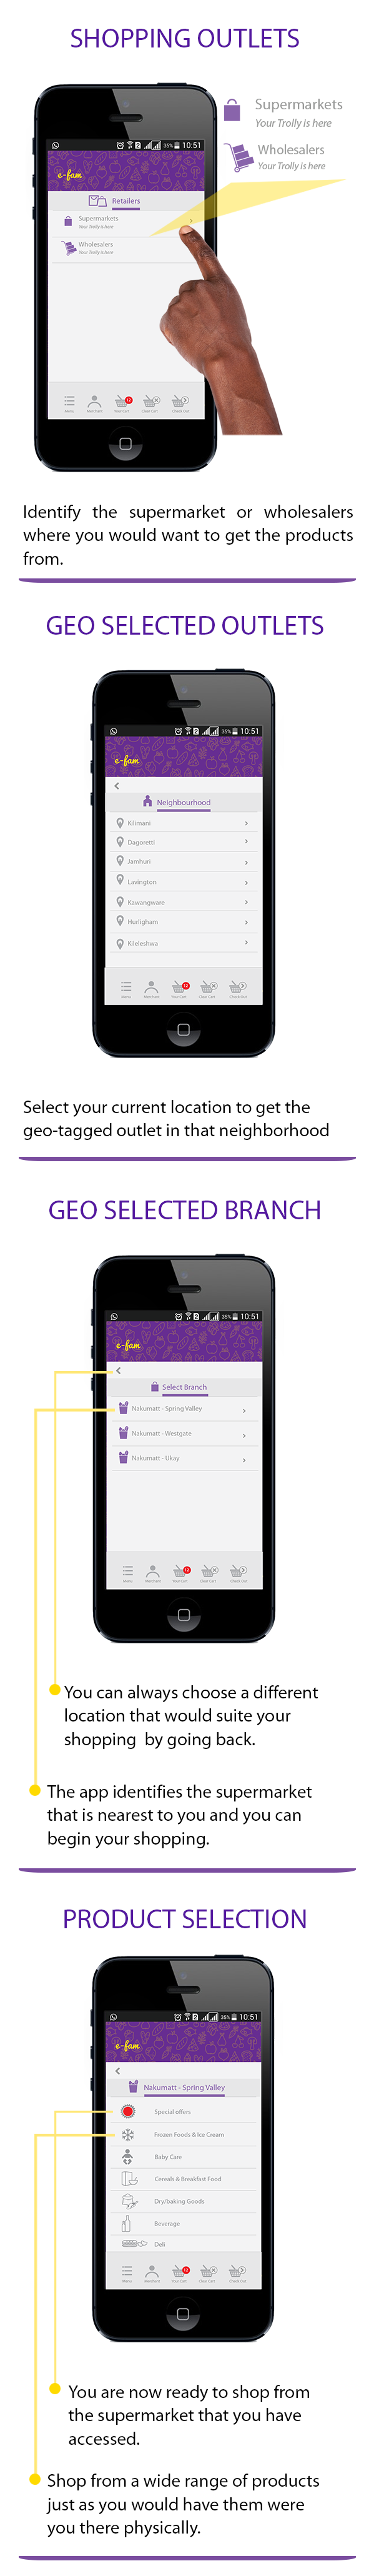 SHOPPING OUTLETS
Supermarkets
Your Trolly is here
Wholesalers
Your Trolly is here
35% 10:51
e-fam
Retailers
Supermarkets
Your Trolly is here
Wholesalers
Your Trolly is here
12
Menu Merchant Your Cart Clear Cart Check Out
Identify the supermarket or wholesalers
where you would want to get the products
from.
GEO SELECTED OUTLETS
35% 10:51
e-fam
Neighbourhood
Kilimani
Dagoretti
Jamhuri
Lavington
Kawangware
Hurligham
Kileleshwa
12
Menu Merchant Your Cart Clear Cart Check Out
Select your current location to get the
geo-tagged outlet in that neighborhood
GEO SELECTED BRANCH
35% 10:51
e-fam
Select Branch
Nakumatt - Spring Valley
Nakumatt - Westgate
Nakumatt - Ukay
12
Menu Merchant Your Cart Clear Cart Check Out
You can always choose a different
location that would suite your
shopping by going back.
The app identifies the supermarket
that is nearest to you and you can
begin your shopping.
PRODUCT SELECTION
35% 10:51
e-fam
Nakumatt - Spring Valley
Special offers
Frozen Foods & Ice Cream
Baby Care
Cereals & Breakfast Food
Dry/baking Goods
Beverage
Deli
12
Menu Merchant Your Cart Clear Cart Check Out
You are now ready to shop from
the supermarket that you have
accessed.
Shop from a wide range of products
just as you would have them were
you there physically.